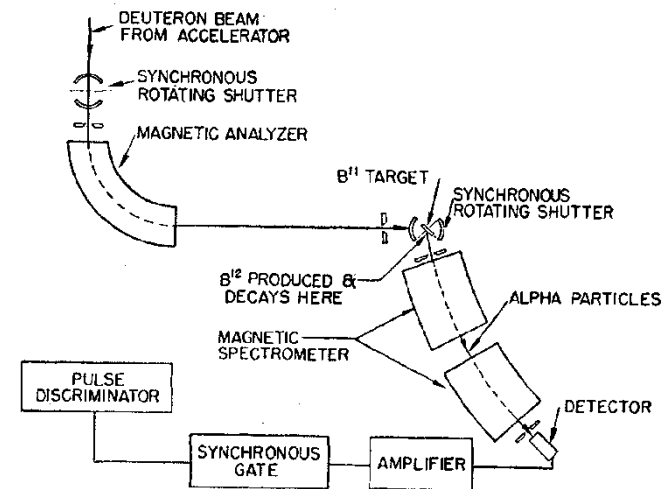 DEUTERON BEAM
FROM ACCELERATOR
SYNCHRONOUS
ROTATING SHUTTER
MAGNETIC ANALYZER
B¹¹ TARGET
SYNCHRONOUS
ROTATING SHUTTER
B¹² PRODUCED &
DECAYS HERE
ALPHA PARTICLES
MAGNETIC
SPECTROMETER
PULSE
DISCRIMINATOR
DETECTOR
SYNCHRONOUS
GATE
AMPLIFIER